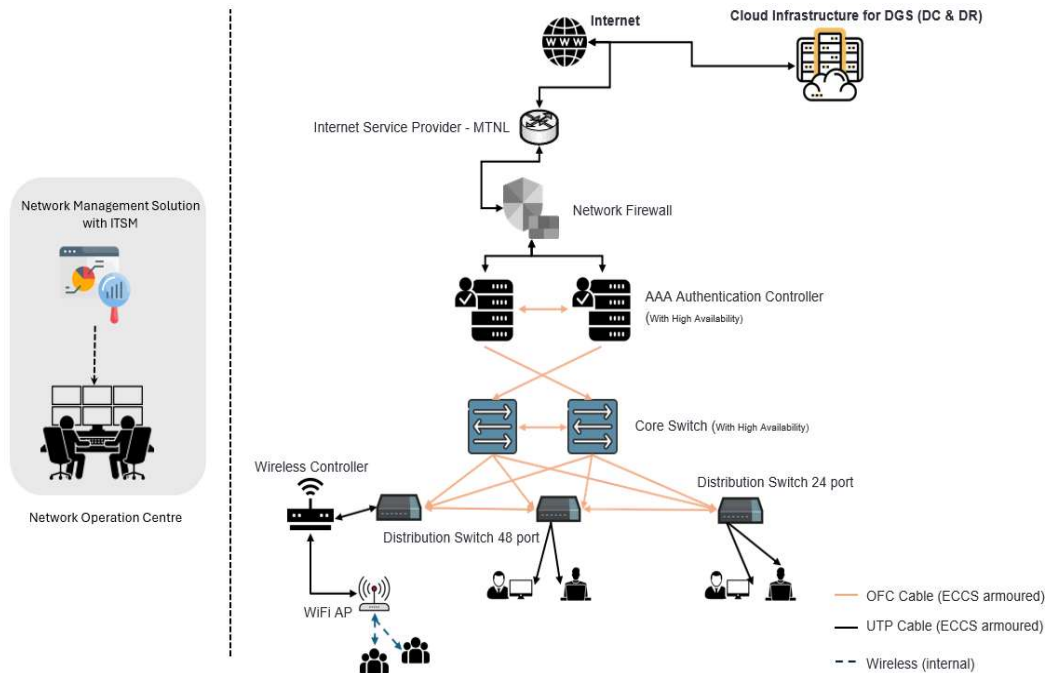 Internet
WWW
Cloud Infrastructure for DGS (DC & DR)
Internet Service Provider - MTNL
Network Firewall
Network Management Solution
with ITSM
AAA Authentication Controller
(With High Availability)
Core Switch (With High Availability)
Wireless Controller
Distribution Switch 24 port
Network Operation Centre
Distribution Switch 48 port
WiFi AP
OFC Cable (ECCS armoured)
UTP Cable (ECCS armoured)
Wireless (internal)